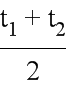 t₁ + t₂
2